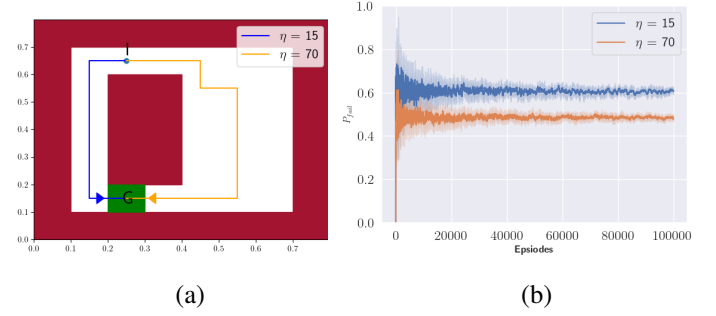 I
η = 15
η = 70
G
0.7
0.6
0.5
0.4
0.3
0.2
0.1
0.0
0.0 0.1 0.2 0.3 0.4 0.5 0.6 0.7
(a)
η = 15
η = 70
1.0
0.8
0.6
0.4
0.2
0.0
P_fail
0 20000 40000 60000 80000 100000
Epsiodes
(b)